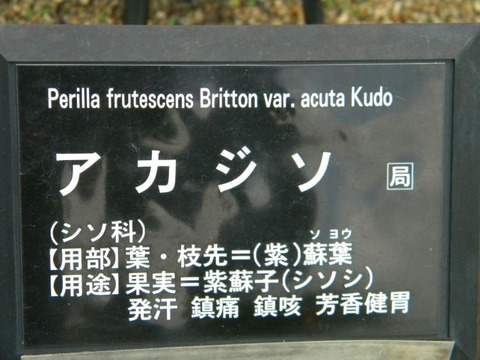 Perilla frutescens Britton var. acuta Kudo
アカジソ 局
(シソ科)
ソヨウ
【用部】葉・枝先=(紫)蘇葉
【用途】果実=紫蘇子(シソシ)
発汗 鎮痛 鎮咳 芳香健胃